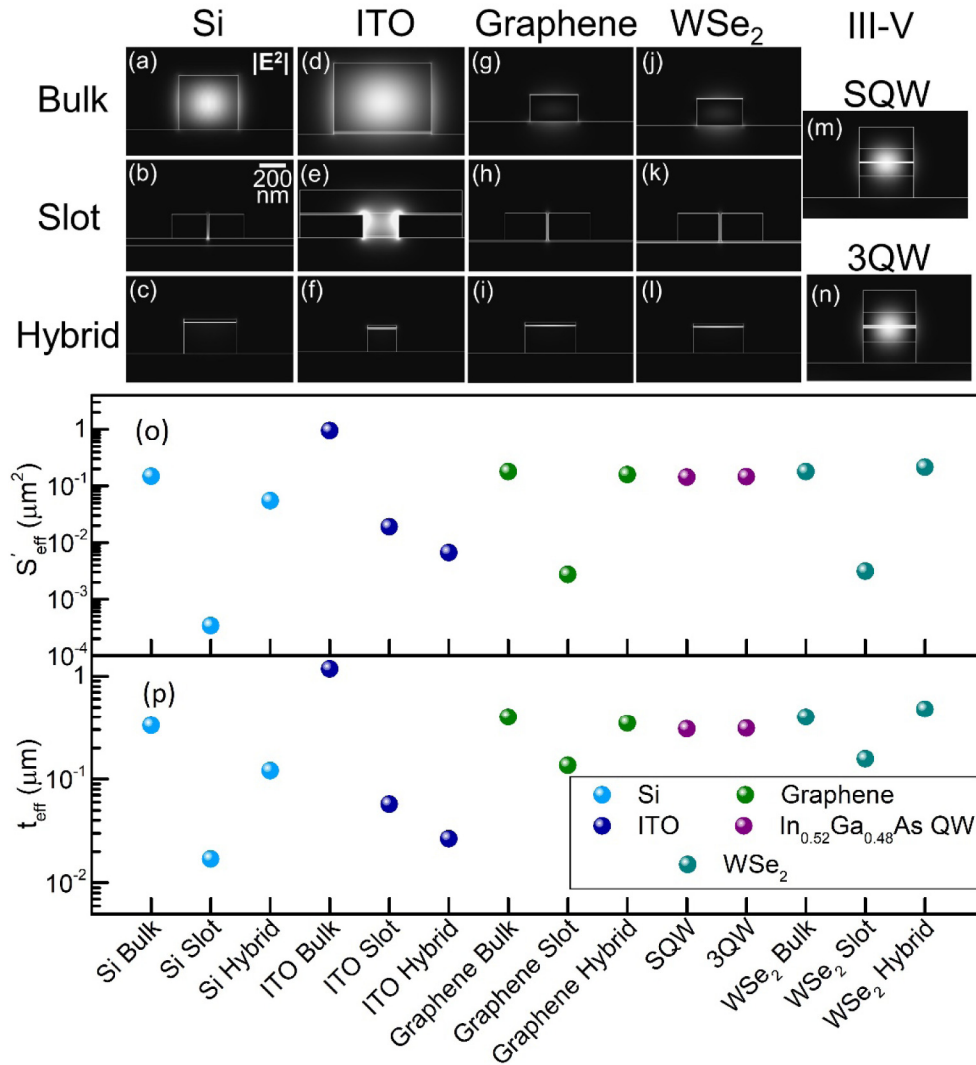 Si ITO Graphene WSe₂ III-V
Bulk
(a) |E²| (d) (g) (j)
SQW
(m)
Slot
(b) 200 nm (e) (h) (k)
3QW
Hybrid
(c) (f) (i) (l) (n)
(o)
S'eff (μm²)
1
10⁻¹
10⁻²
10⁻³
10⁻⁴
(p)
teff (μm)
1
10⁻¹
10⁻²
Si
Graphene
ITO
In₀.₅₂Ga₀.₄₈As QW
WSe₂
Si Bulk
Si Slot
Si Hybrid
ITO Bulk
ITO Slot
ITO Hybrid
Graphene Bulk
Graphene Slot
Graphene Hybrid
SQW
3QW
WSe₂ Bulk
WSe₂ Slot
WSe₂ Hybrid